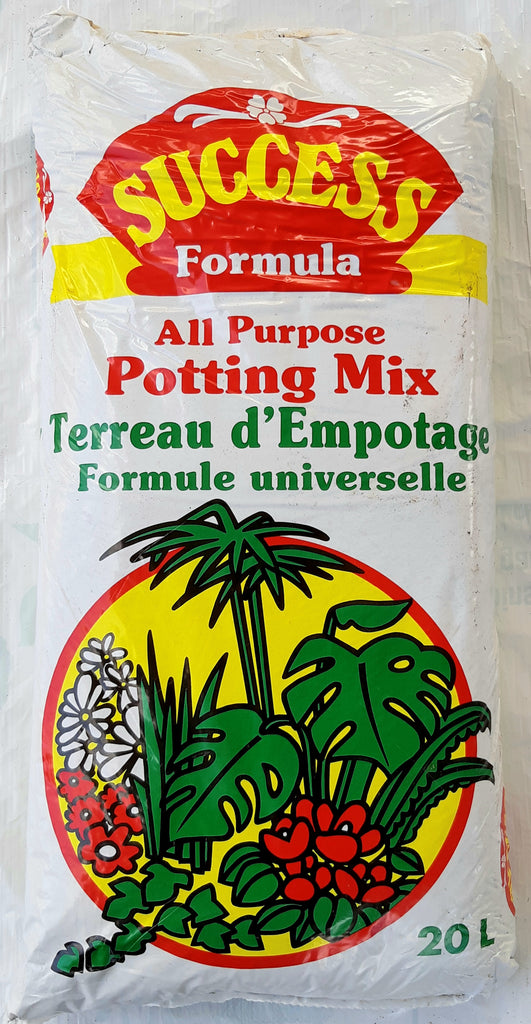 SUCCESS
Formula
All Purpose
Potting Mix
Terreau d'Empotage
Formule universelle
20 L